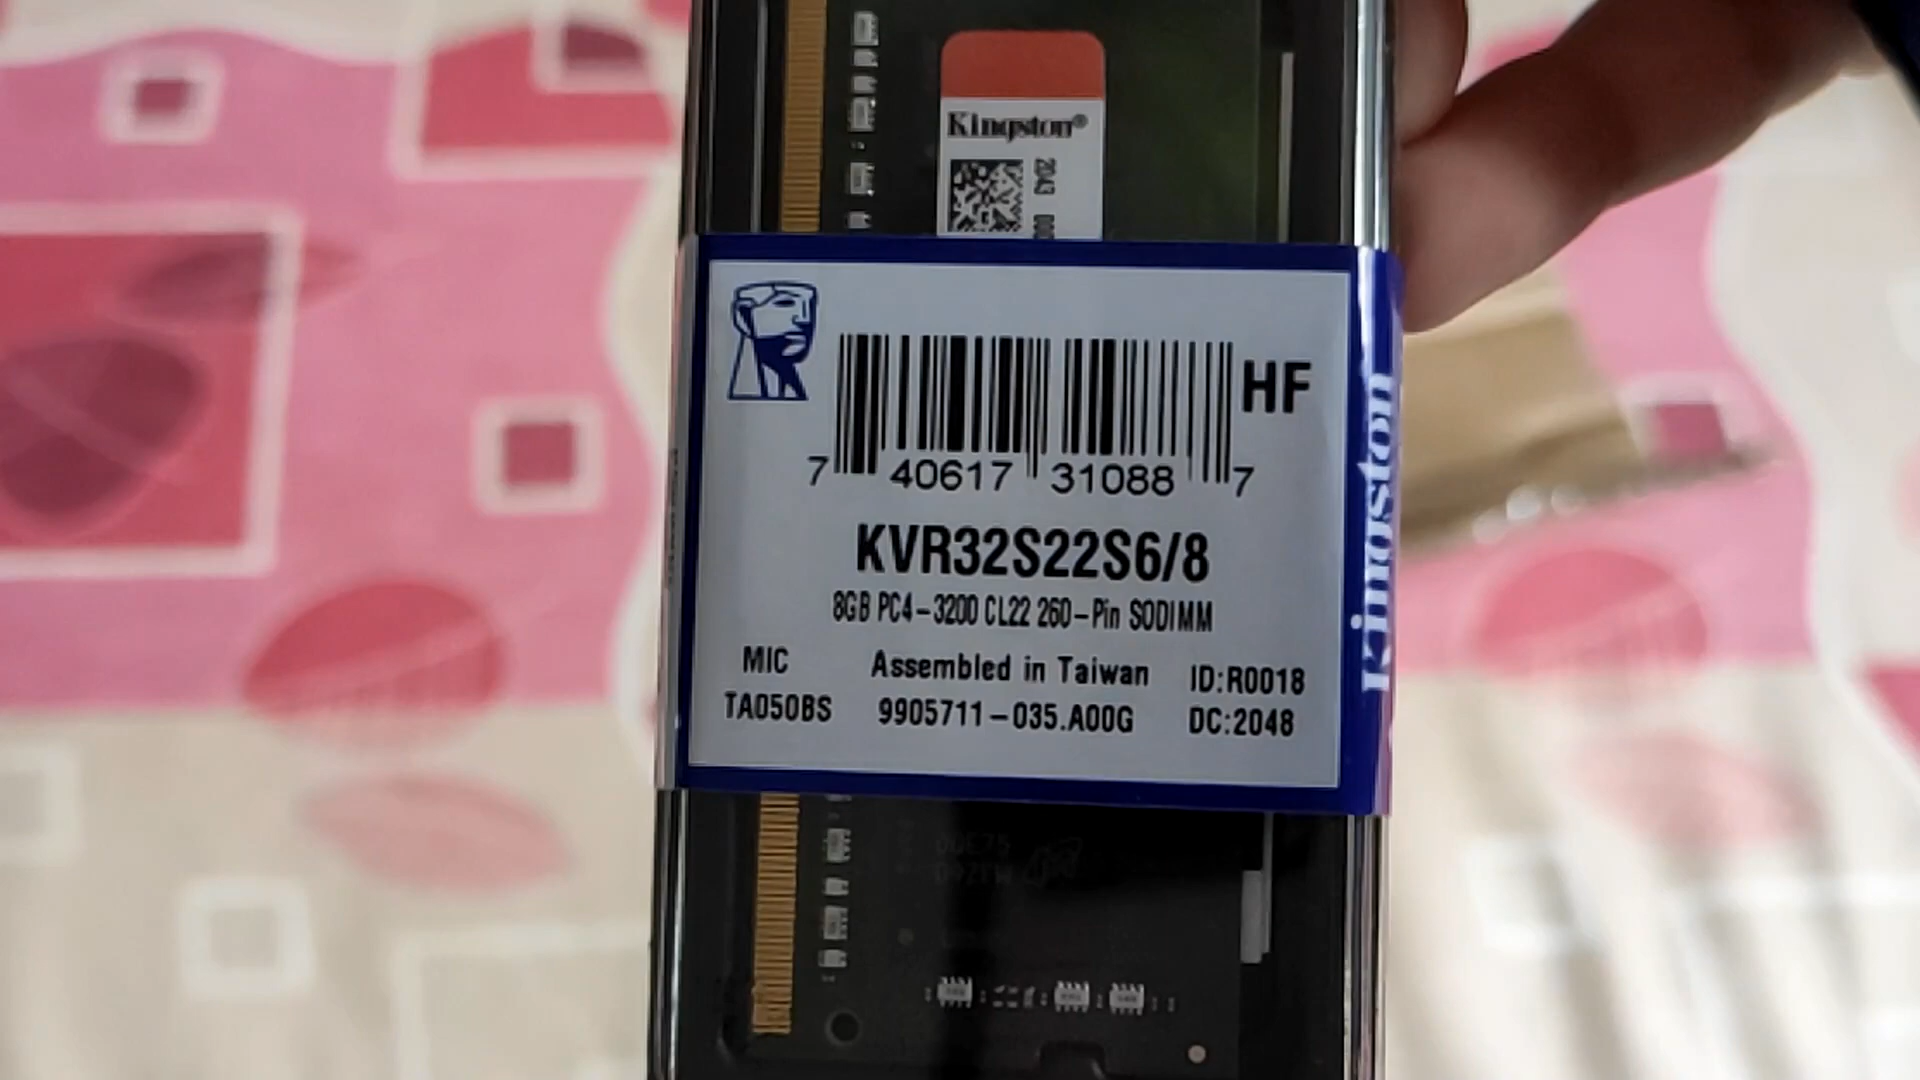 Kingston®
2043
HF
7 40617 31088 7
KVR32S22S6/8
8GB PC4-3200 CL22 260-Pin SODIMM
MIC Assembled in Taiwan ID:R0018
TA050BS 9905711-035.A00G DC:2048
Kingston